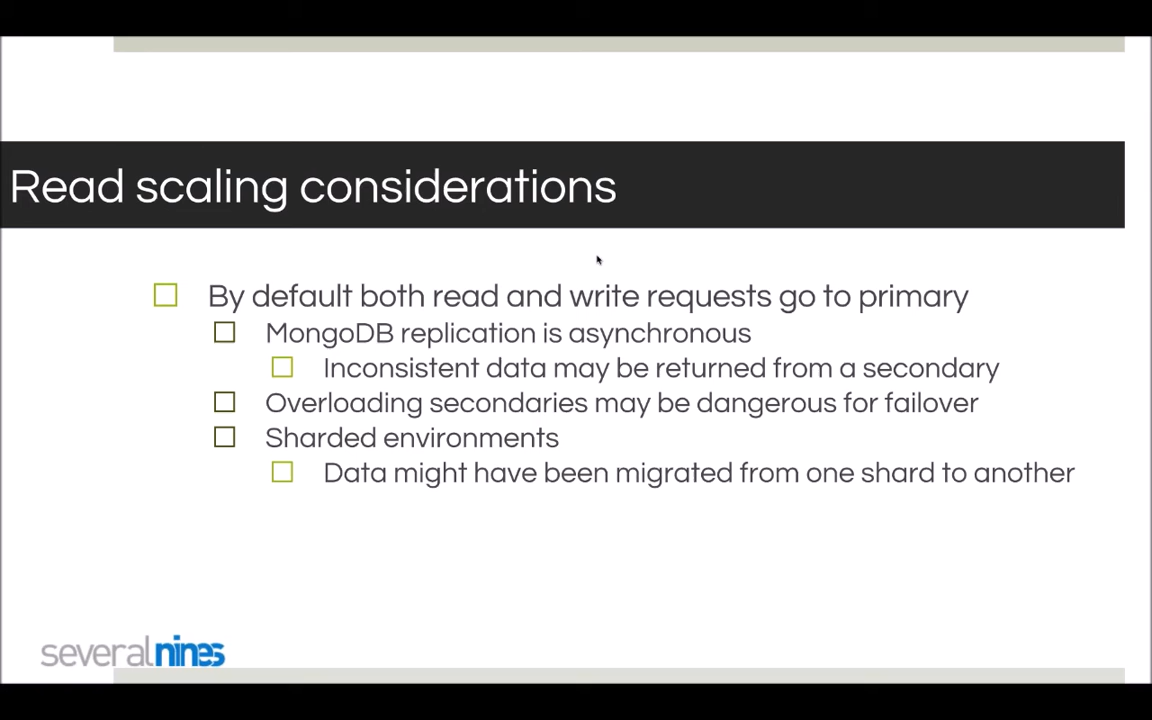 Read scaling considerations
By default both read and write requests go to primary
MongoDB replication is asynchronous
Inconsistent data may be returned from a secondary
Overloading secondaries may be dangerous for failover
Sharded environments
Data might have been migrated from one shard to another
severalnines